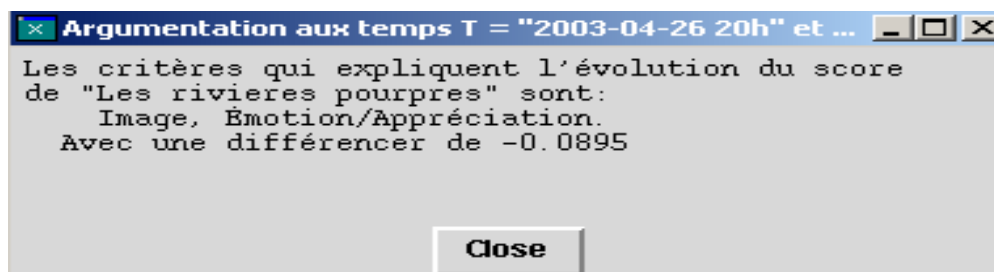 Argumentation aux temps T = "2003-04-26 20h" et ...
Les critères qui expliquent l'évolution du score
de "Les rivieres pourpres" sont:
Image, Émotion/Appréciation.
Avec une différencer de -0.0895
Close